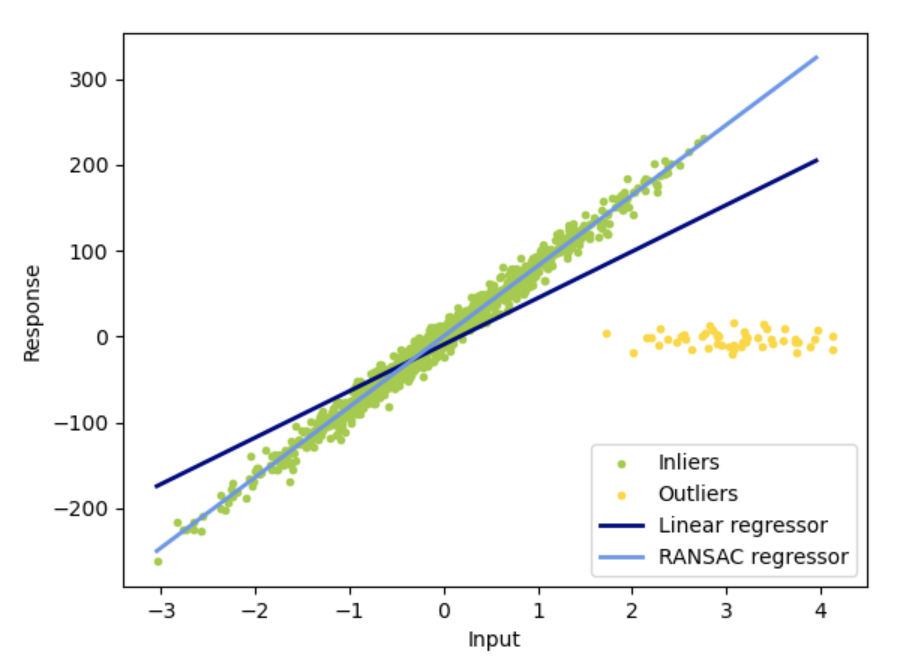 300
200
100
0
−100
−200
Response
−3
−2
−1
0
1
2
3
4
Input
Inliers
Outliers
Linear regressor
RANSAC regressor